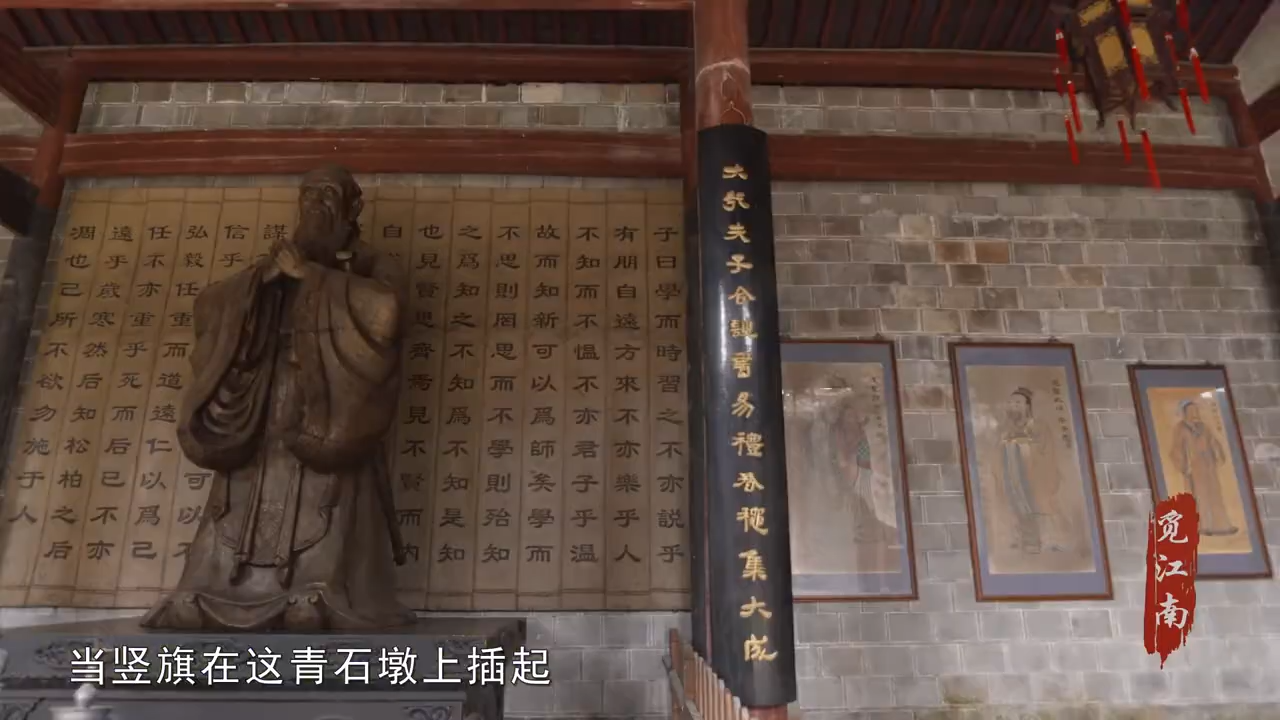 子曰學而時習之不亦説乎
有朋自遠方來不亦樂乎人
不知而不愠不亦君子乎温
故而知新可以爲師矣學而
不思則罔思而不學則殆知
之爲知之不知爲不知是知
也見賢思齊焉見不賢而内
自
謀
信乎
可以不
弘毅任重而道遠仁以爲己
任不亦重乎死而后已不亦
遠乎歲寒然后知松柏之后
凋也己所不欲勿施于人
大哉夫子合詩書易禮春秋集大成
觅江南
当竖旗在这青石墩上插起